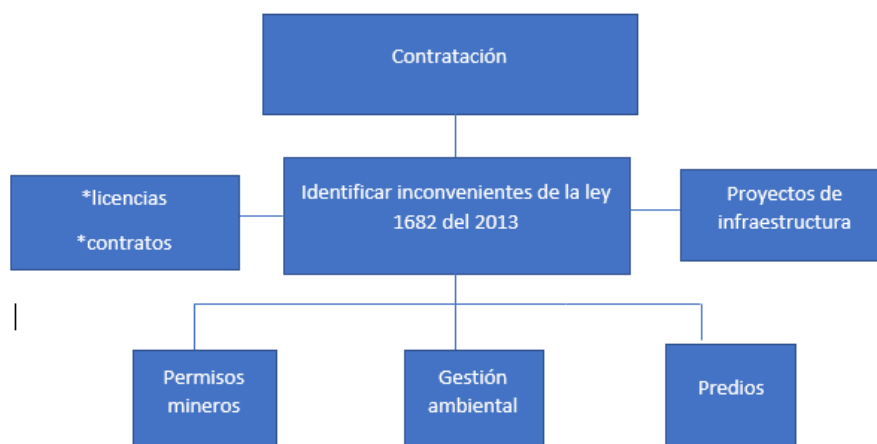 Contratación
*licencias
*contratos
Identificar inconvenientes de la ley
1682 del 2013
Proyectos de
infraestructura
Permisos
mineros
Gestión
ambiental
Predios